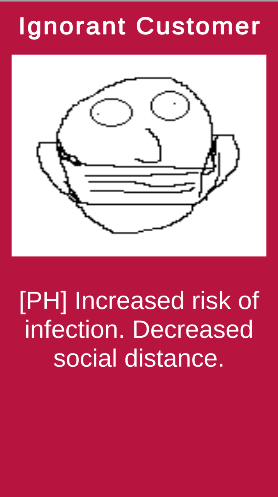 Ignorant Customer
[PH] Increased risk of
infection. Decreased
social distance.